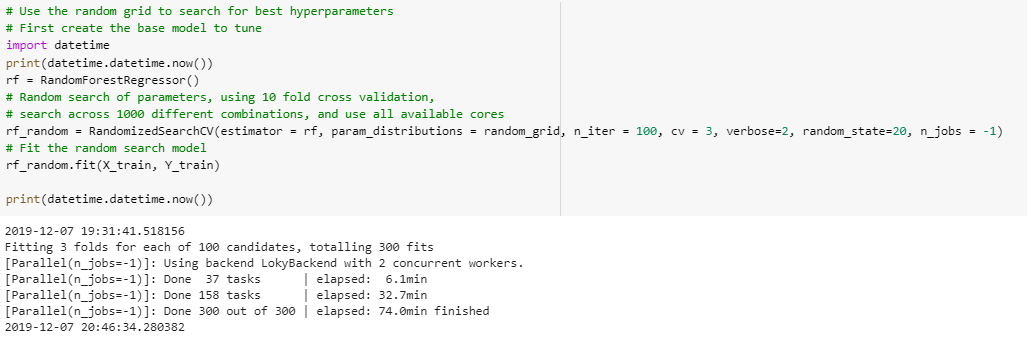 # Use the random grid to search for best hyperparameters
# First create the base model to tune
import datetime
print(datetime.datetime.now())
rf = RandomForestRegressor()
# Random search of parameters, using 10 fold cross validation,
# search across 1000 different combinations, and use all available cores
rf_random = RandomizedSearchCV(estimator = rf, param_distributions = random_grid, n_iter = 100, cv = 3, verbose=2, random_state=20, n_jobs = -1)
# Fit the random search model
rf_random.fit(X_train, Y_train)
print(datetime.datetime.now())
2019-12-07 19:31:41.518156
Fitting 3 folds for each of 100 candidates, totalling 300 fits
[Parallel(n_jobs=-1)]: Using backend LokyBackend with 2 concurrent workers.
[Parallel(n_jobs=-1)]: Done  37 tasks      | elapsed:  6.1min
[Parallel(n_jobs=-1)]: Done 158 tasks      | elapsed: 32.7min
[Parallel(n_jobs=-1)]: Done 300 out of 300 | elapsed: 74.0min finished
2019-12-07 20:46:34.280382